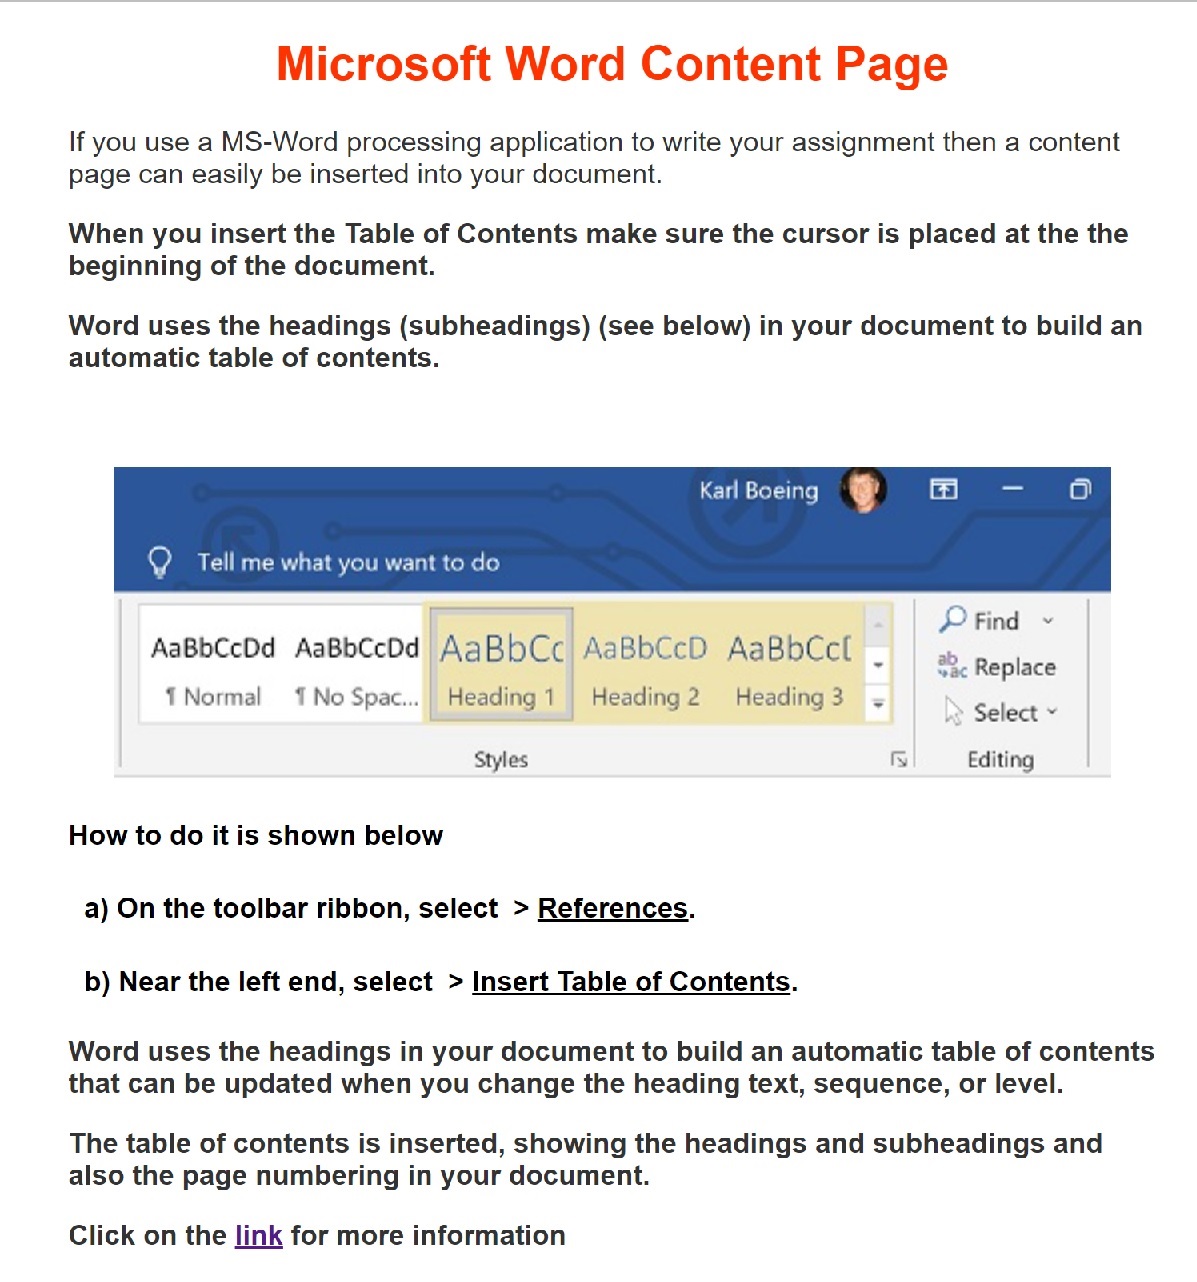 Microsoft Word Content Page
If you use a MS-Word processing application to write your assignment then a content
page can easily be inserted into your document.
When you insert the Table of Contents make sure the cursor is placed at the the
beginning of the document.
Word uses the headings (subheadings) (see below) in your document to build an
automatic table of contents.
Karl Boeing
Tell me what you want to do
AaBbCcDd AaBbCcDd AaBbCc AaBbCcD AaBbCcD Find
¶ Normal ¶ No Spac... Heading 1 Heading 2 Heading 3 ab ac Replace
Select
Styles Editing
How to do it is shown below
a) On the toolbar ribbon, select > References.
b) Near the left end, select > Insert Table of Contents.
Word uses the headings in your document to build an automatic table of contents
that can be updated when you change the heading text, sequence, or level.
The table of contents is inserted, showing the headings and subheadings and
also the page numbering in your document.
Click on the link for more information